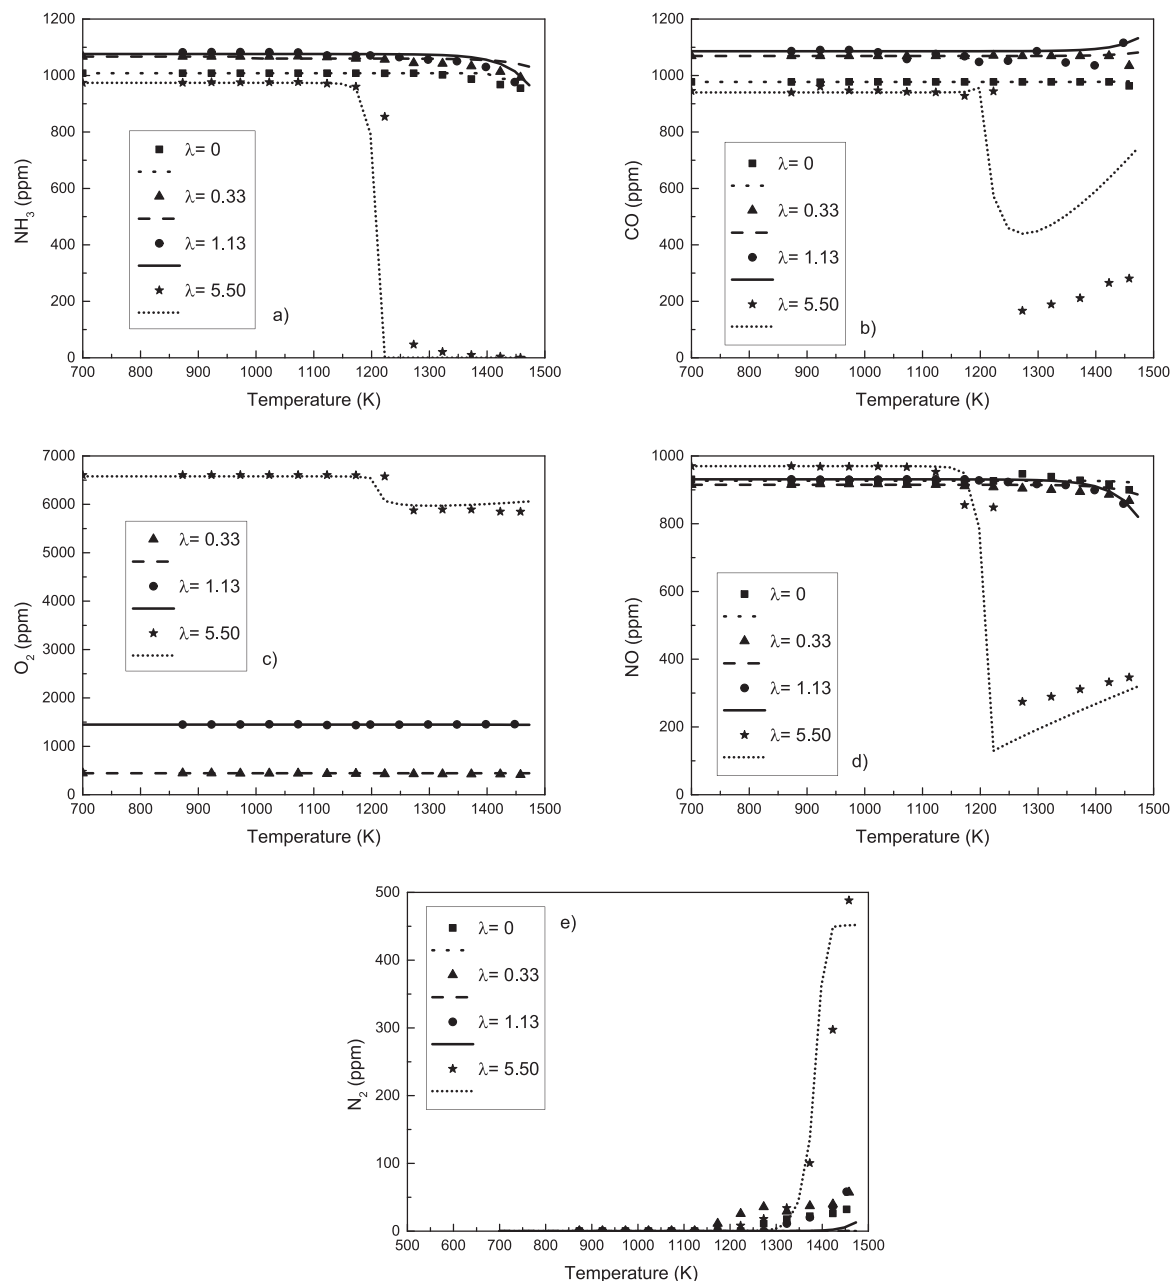 1200
1000
800
600
400
200
0
NH3 (ppm)
λ= 0
λ= 0.33
λ= 1.13
λ= 5.50
a)
700 800 900 1000 1100 1200 1300 1400 1500
Temperature (K)
1200
1000
800
600
400
200
0
CO (ppm)
λ= 0
λ= 0.33
λ= 1.13
λ= 5.50
b)
700 800 900 1000 1100 1200 1300 1400 1500
Temperature (K)
7000
6000
5000
4000
3000
2000
1000
0
O2 (ppm)
λ= 0.33
λ= 1.13
λ= 5.50
c)
700 800 900 1000 1100 1200 1300 1400 1500
Temperature (K)
1000
800
600
400
200
0
NO (ppm)
λ= 0
λ= 0.33
λ= 1.13
λ= 5.50
d)
700 800 900 1000 1100 1200 1300 1400 1500
Temperature (K)
500
400
300
200
100
0
N2 (ppm)
λ= 0
λ= 0.33
λ= 1.13
λ= 5.50
e)
500 600 700 800 900 1000 1100 1200 1300 1400 1500
Temperature (K)